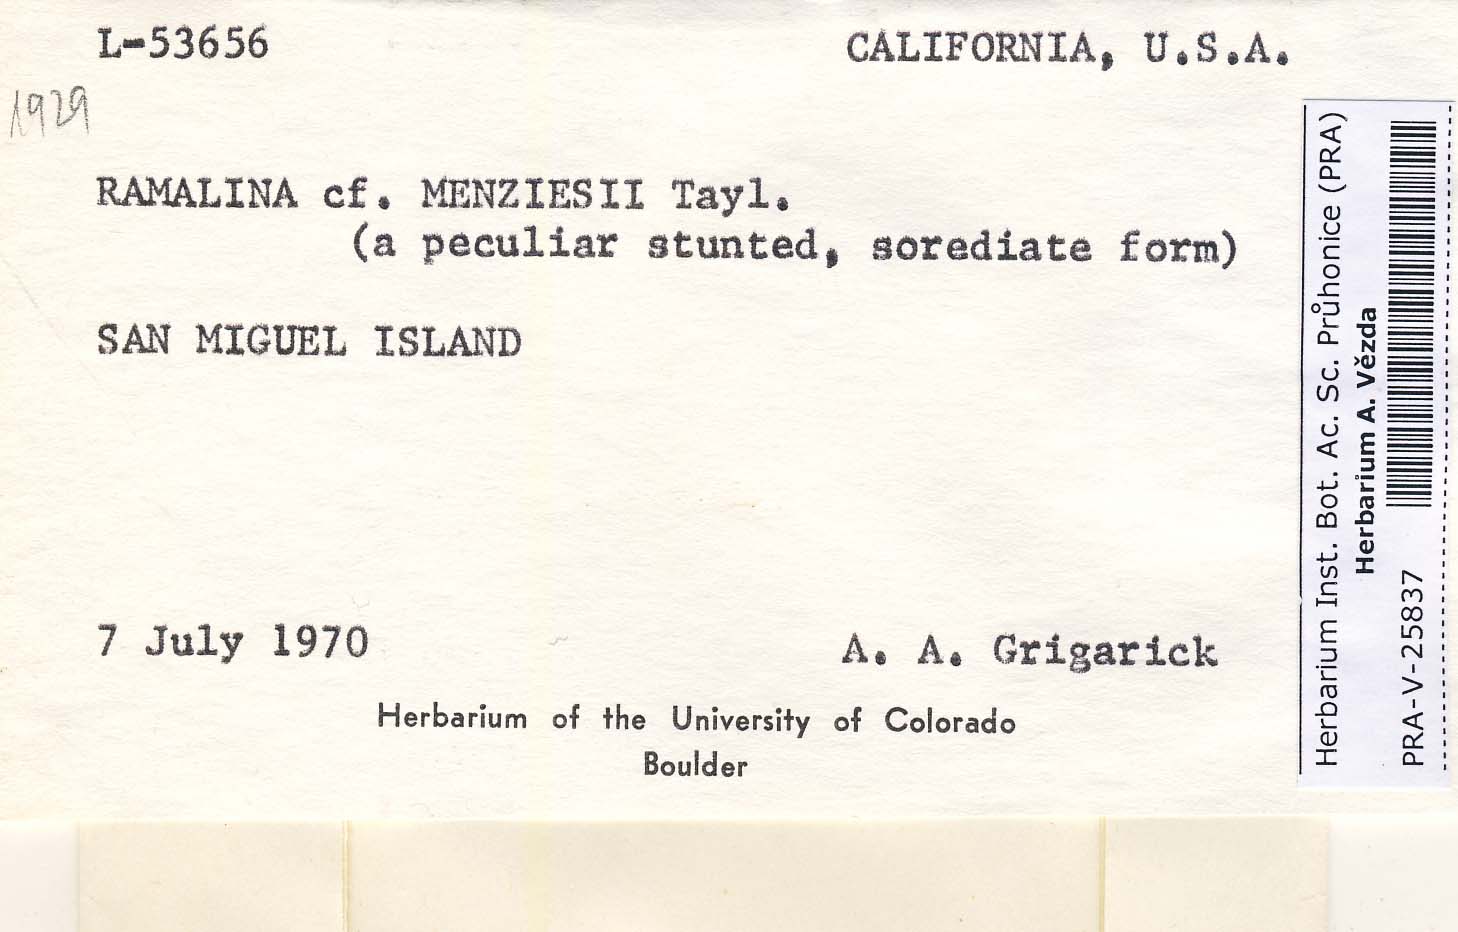 L-53656
CALIFORNIA, U.S.A.
1929
RAMALINA cf. MENZIESII Tayl.
(a peculiar stunted, sorediate form)
SAN MIGUEL ISLAND
7 July 1970
A. A. Grigarick
Herbarium of the University of Colorado
Boulder
Herbarium Inst. Bot. Ac. Sc. Průhonice (PRA)
Herbarium A. Vězda
PRA-V-25837